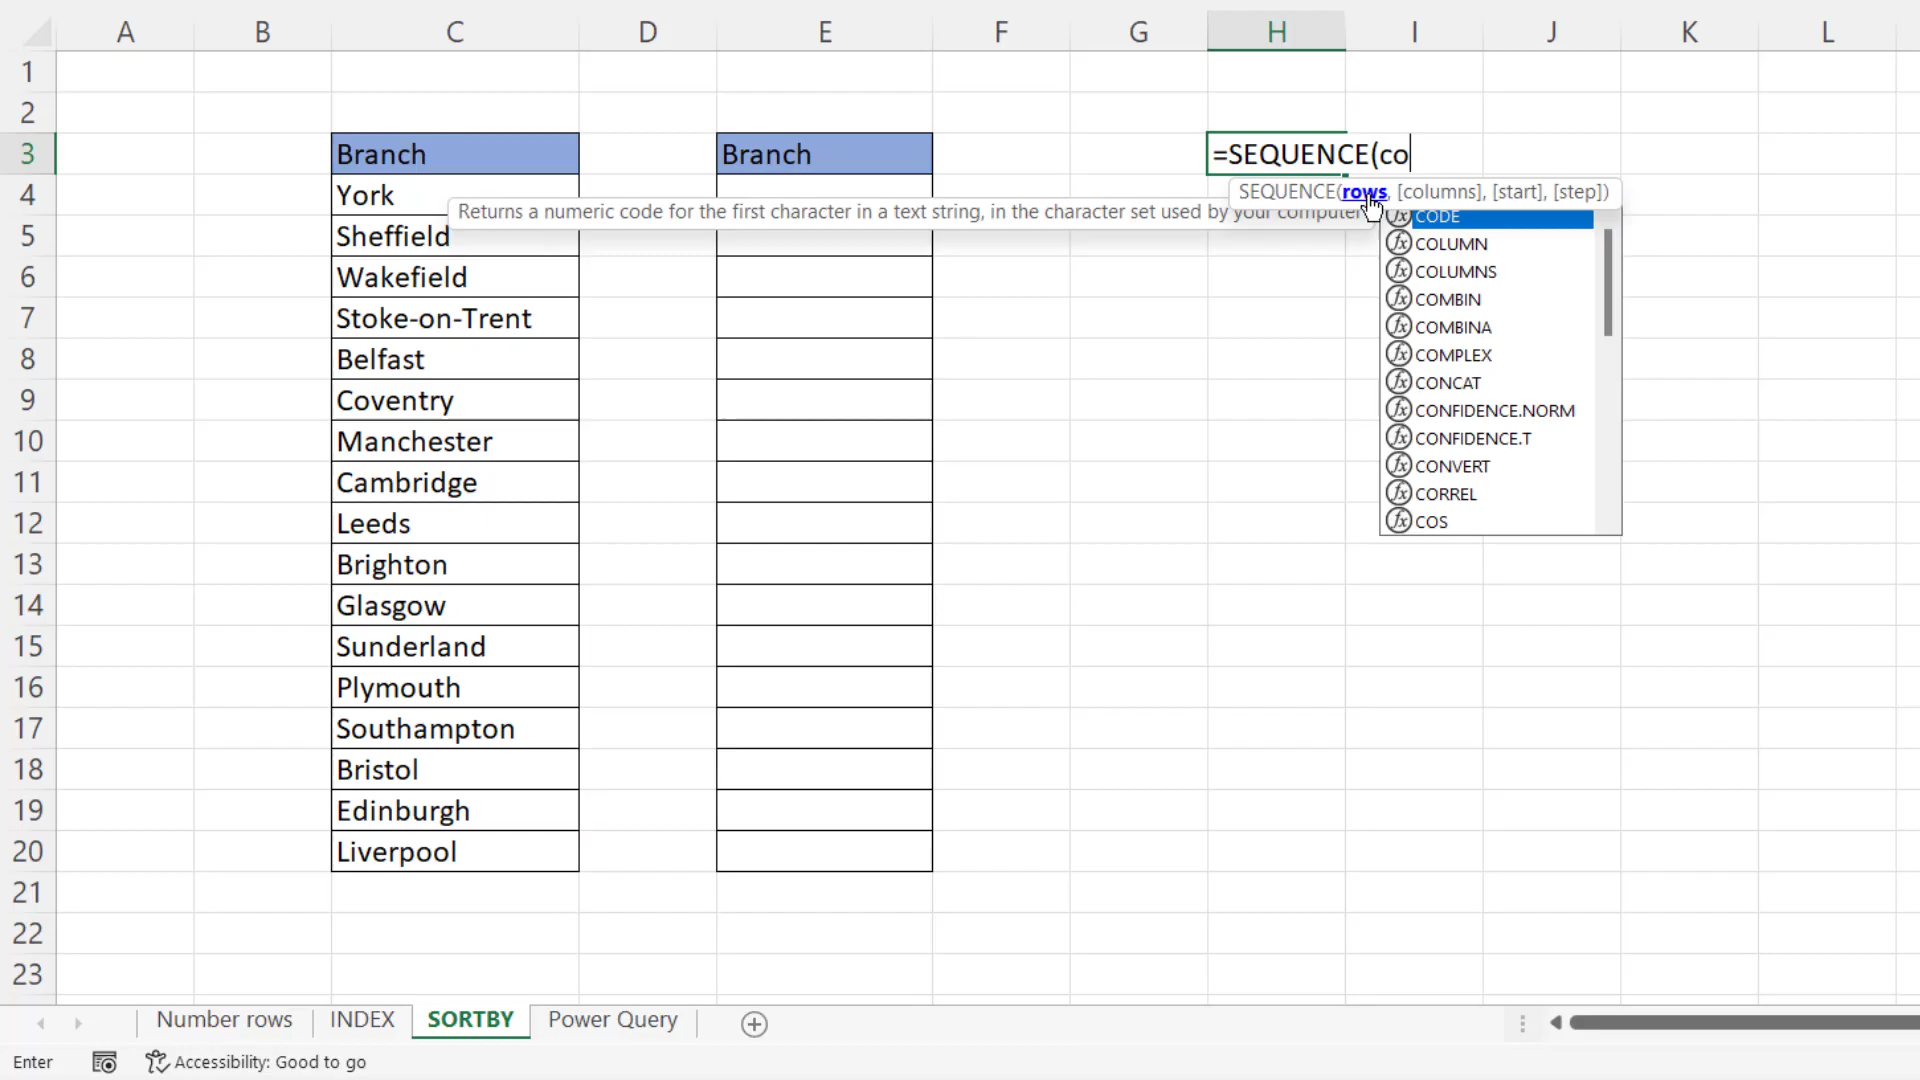 A B C D E F G H I J K L
1
2
3 Branch Branch =SEQUENCE(co
SEQUENCE(rows, [columns], [start], [step])
4 York
Returns a numeric code for the first character in a text string, in the character set used by your computer
CODE
5 Sheffield
COLUMN
COLUMNS
6 Wakefield
COMBIN
7 Stoke-on-Trent
COMBINA
8 Belfast
COMPLEX
CONCAT
9 Coventry
CONFIDENCE.NORM
10 Manchester
CONFIDENCE.T
CONVERT
11 Cambridge
CORREL
12 Leeds
COS
13 Brighton
14 Glasgow
15 Sunderland
16 Plymouth
17 Southampton
18 Bristol
19 Edinburgh
20 Liverpool
21
22
23
Number rows INDEX SORTBY Power Query
Enter Accessibility: Good to go